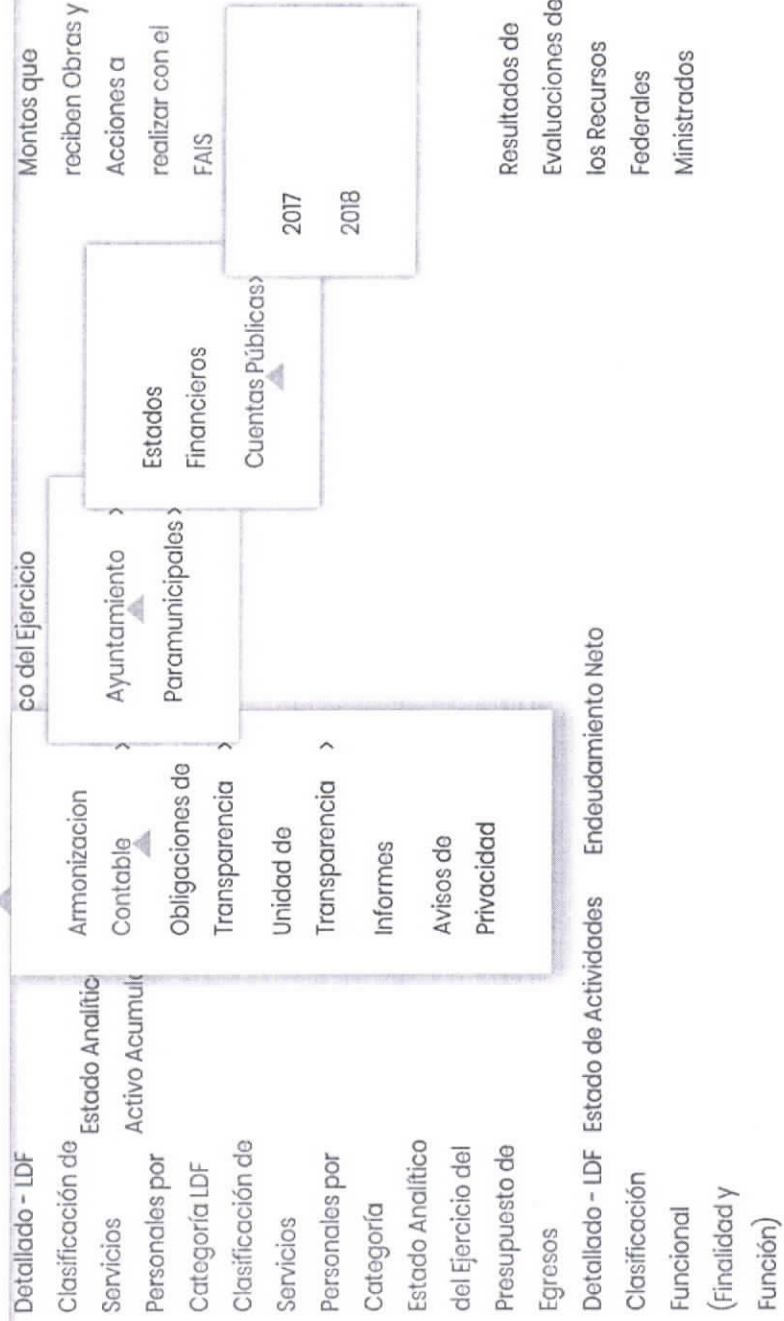 Detallado - LDF
Clasificación de
Servicios
Personales por
Categoría LDF
Clasificación de
Servicios
Personales por
Categoría
Estado Analítico
del Ejercicio del
Presupuesto de
Egresos
Detallado - LDF
Clasificación
Funcional
(Finalidad y
Función)
Estado Analític
Activo Acumul
Estado de Actividades
Armonizacion
Contable >
Obligaciones de
Transparencia >
Unidad de
Transparencia >
Informes
Avisos de
Privacidad
co del Ejercicio
Ayuntamiento >
Paramunicipales >
Endeudamiento Neto
Estados
Financieros
Cuentas Públicas>
2017
2018
Montos que
reciben Obras y
Acciones a
realizar con el
FAIS
Resultados de
Evaluaciones de
los Recursos
Federales
Ministrados